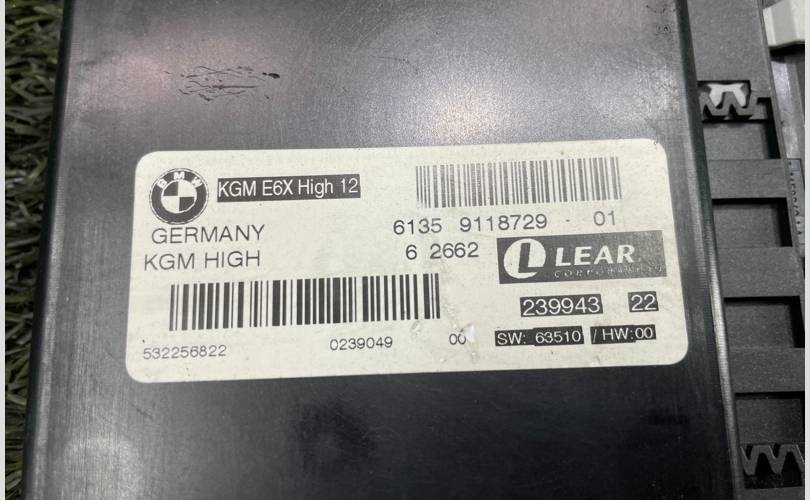 BMW
KGM E6X High 12
GERMANY
6135 9118729 - 01
KGM HIGH
6 2662
LEAR
CORPORATION
239943 22
532256822
0239049
00
SW: 63510 / HW:00